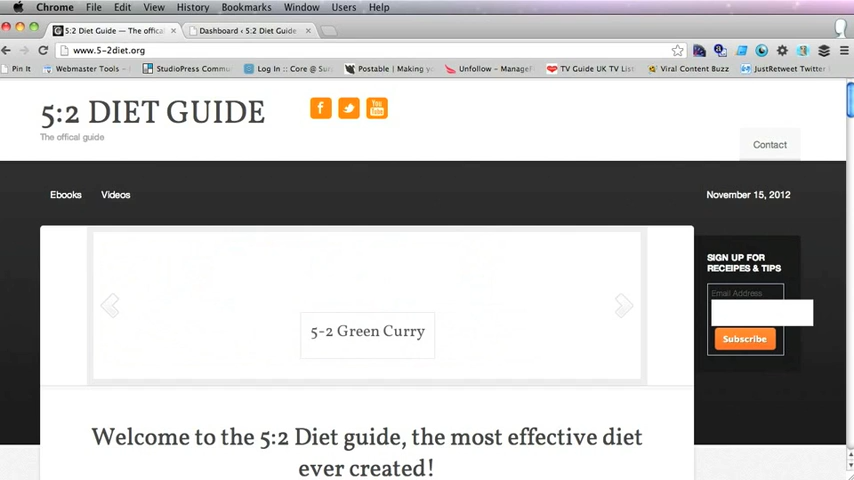 Chrome File Edit View History Bookmarks Window Users Help
5:2 Diet Guide — The offical
Dashboard ‹ 5:2 Diet Guide
www.5-2diet.org
Pin It Webmaster Tools – StudioPress Commu Log In :: Core @ Su Postable | Making y Unfollow – Manage TV Guide UK TV List Viral Content Buzz JustRetweet Twitter
5:2 DIET GUIDE
The offical guide
f
You
Tube
Contact
Ebooks Videos
November 15, 2012
SIGN UP FOR
RECEIPES & TIPS
Email Address
Subscribe
5-2 Green Curry
Welcome to the 5:2 Diet guide, the most effective diet
ever created!